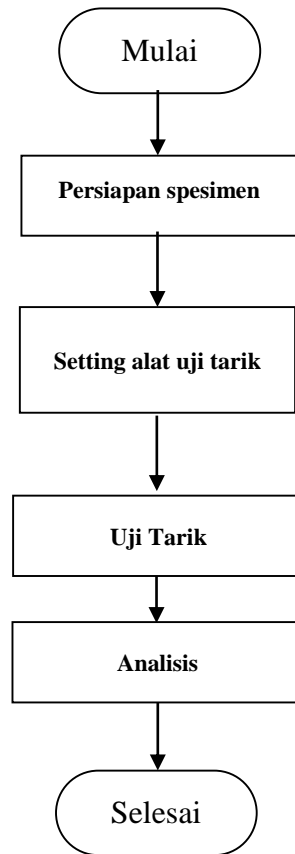 Mulai
Persiapan spesimen
Setting alat uji tarik
Uji Tarik
Analisis
Selesai